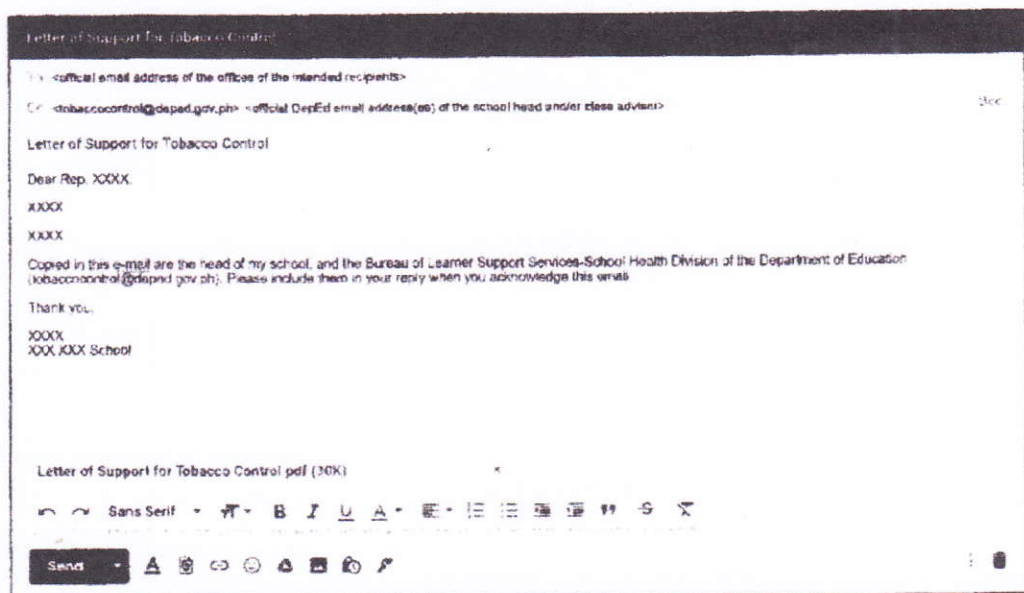 Letter of Support for Tobacco Control
To <official email address of the offices of the intended recipients>
Cc <tobaccocontrol@deped.gov.ph> <official DepEd email address(es) of the school head and/or class adviser>
Bcc
Letter of Support for Tobacco Control
Dear Rep. XXXX,
XXXX
XXXX
Copied in this e-mail are the head of my school, and the Bureau of Learner Support Services-School Health Division of the Department of Education
(tobaccocontrol@deped.gov.ph). Please include them in your reply when you acknowledge this email.
Thank you.
XXXX
XXX XXX School
Letter of Support for Tobacco Control pdf (30K)
Sans Serif
Send